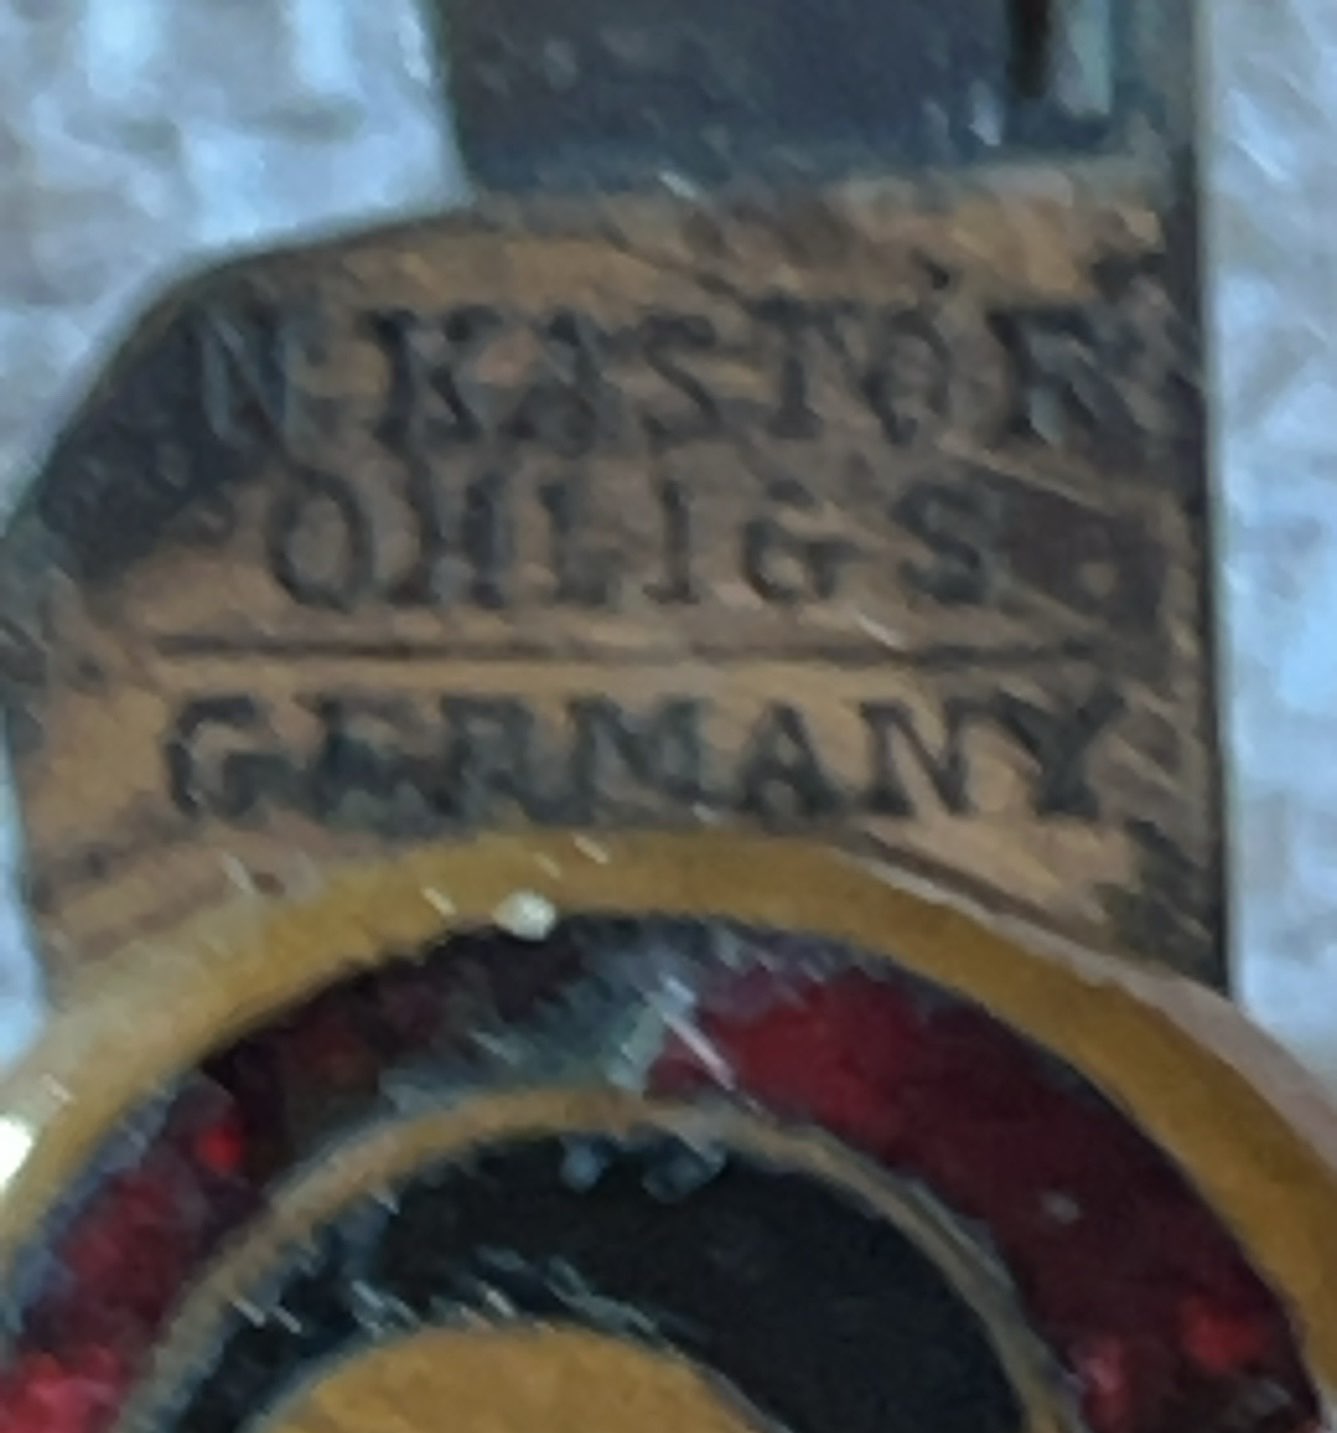 N. KASTOR
OHLIGS
GERMANY